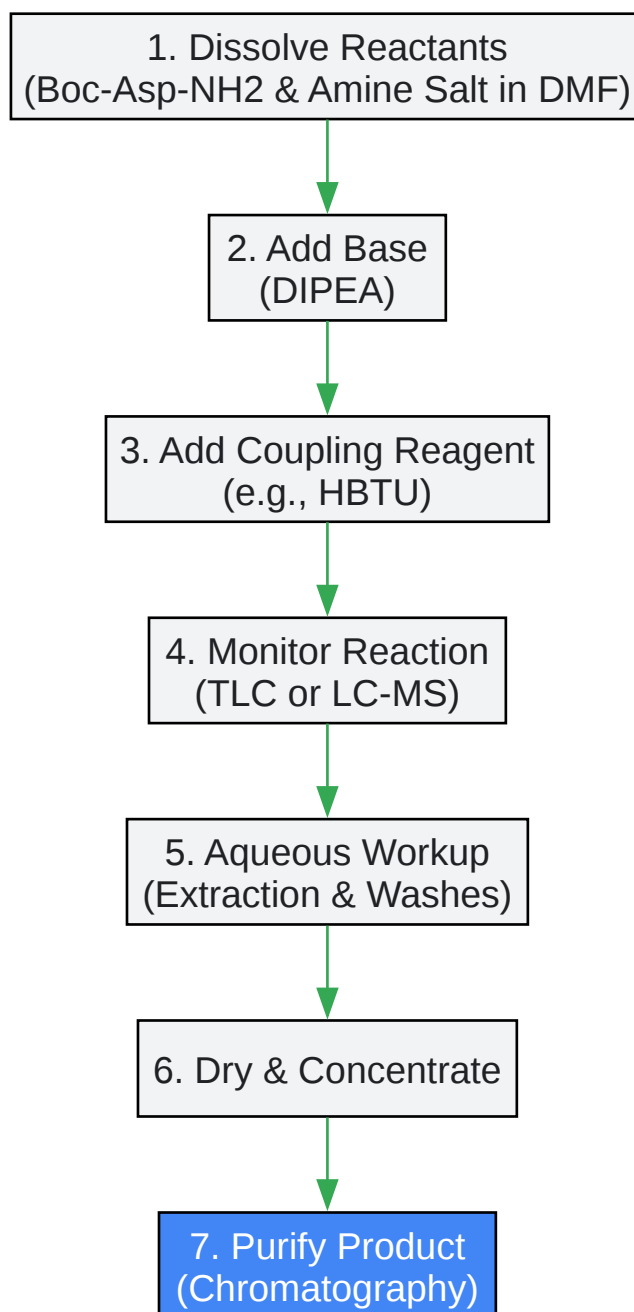 1. Dissolve Reactants
(Boc-Asp-NH2 & Amine Salt in DMF)
2. Add Base
(DIPEA)
3. Add Coupling Reagent
(e.g., HBTU)
4. Monitor Reaction
(TLC or LC-MS)
5. Aqueous Workup
(Extraction & Washes)
6. Dry & Concentrate
7. Purify Product
(Chromatography)